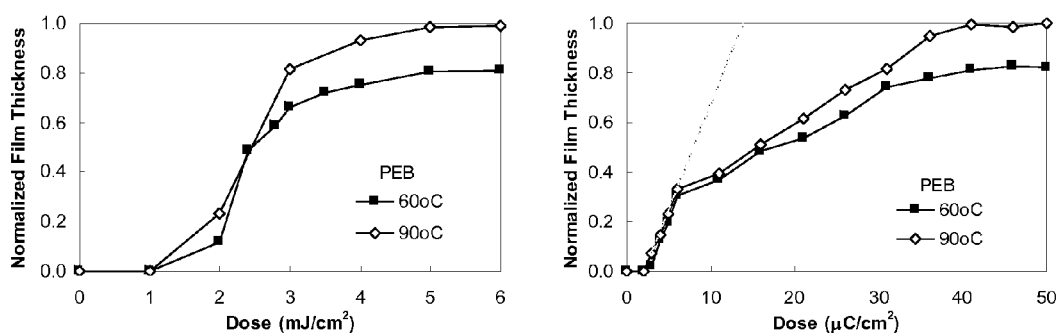 Normalized Film Thickness
1.0
0.8
0.6
0.4
0.2
0.0
0 1 2 3 4 5 6
Dose (mJ/cm²)
PEB
60oC
90oC
Normalized Film Thickness
1.0
0.8
0.6
0.4
0.2
0.0
0 10 20 30 40 50
Dose (μC/cm²)
PEB
60oC
90oC